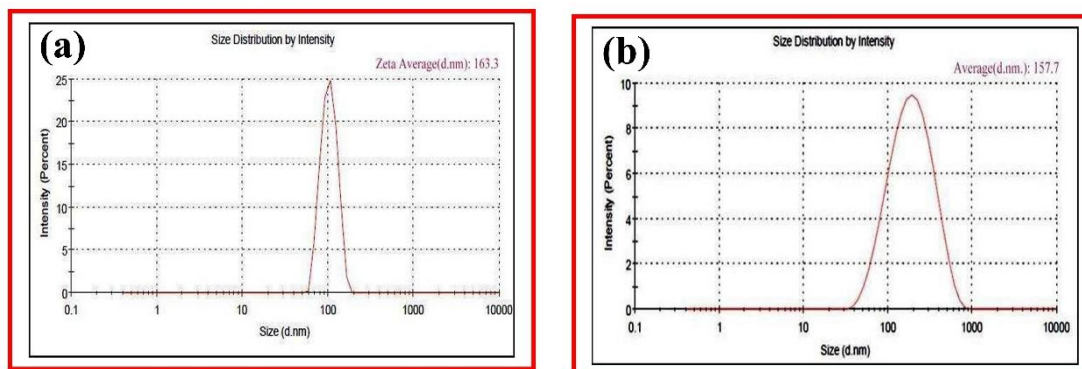 (a)
Size Distribution by Intensity
Zeta Average(d.nm): 163.3
25
20
15
10
5
0
Intensity (Percent)
0.1 1 10 100 1000 10000
Size (d.nm)
(b)
Size Distribution by Intensity
Average(d.nm.): 157.7
10
8
6
4
2
0
Intensity (Percent)
0.1 1 10 100 1000 10000
Size (d.nm)